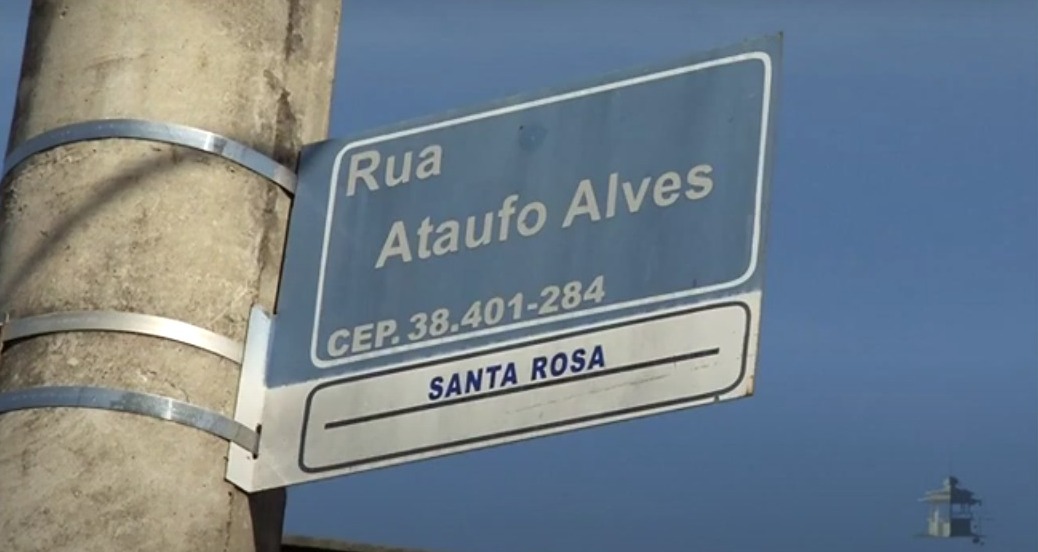 Rua
Ataufo Alves
CEP. 38.401-284
SANTA ROSA